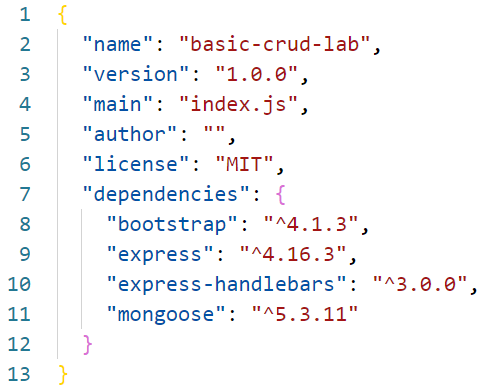 1 {
2 "name": "basic-crud-lab",
3 "version": "1.0.0",
4 "main": "index.js",
5 "author": "",
6 "license": "MIT",
7 "dependencies": {
8 "bootstrap": "^4.1.3",
9 "express": "^4.16.3",
10 "express-handlebars": "^3.0.0",
11 "mongoose": "^5.3.11"
12 }
13 }